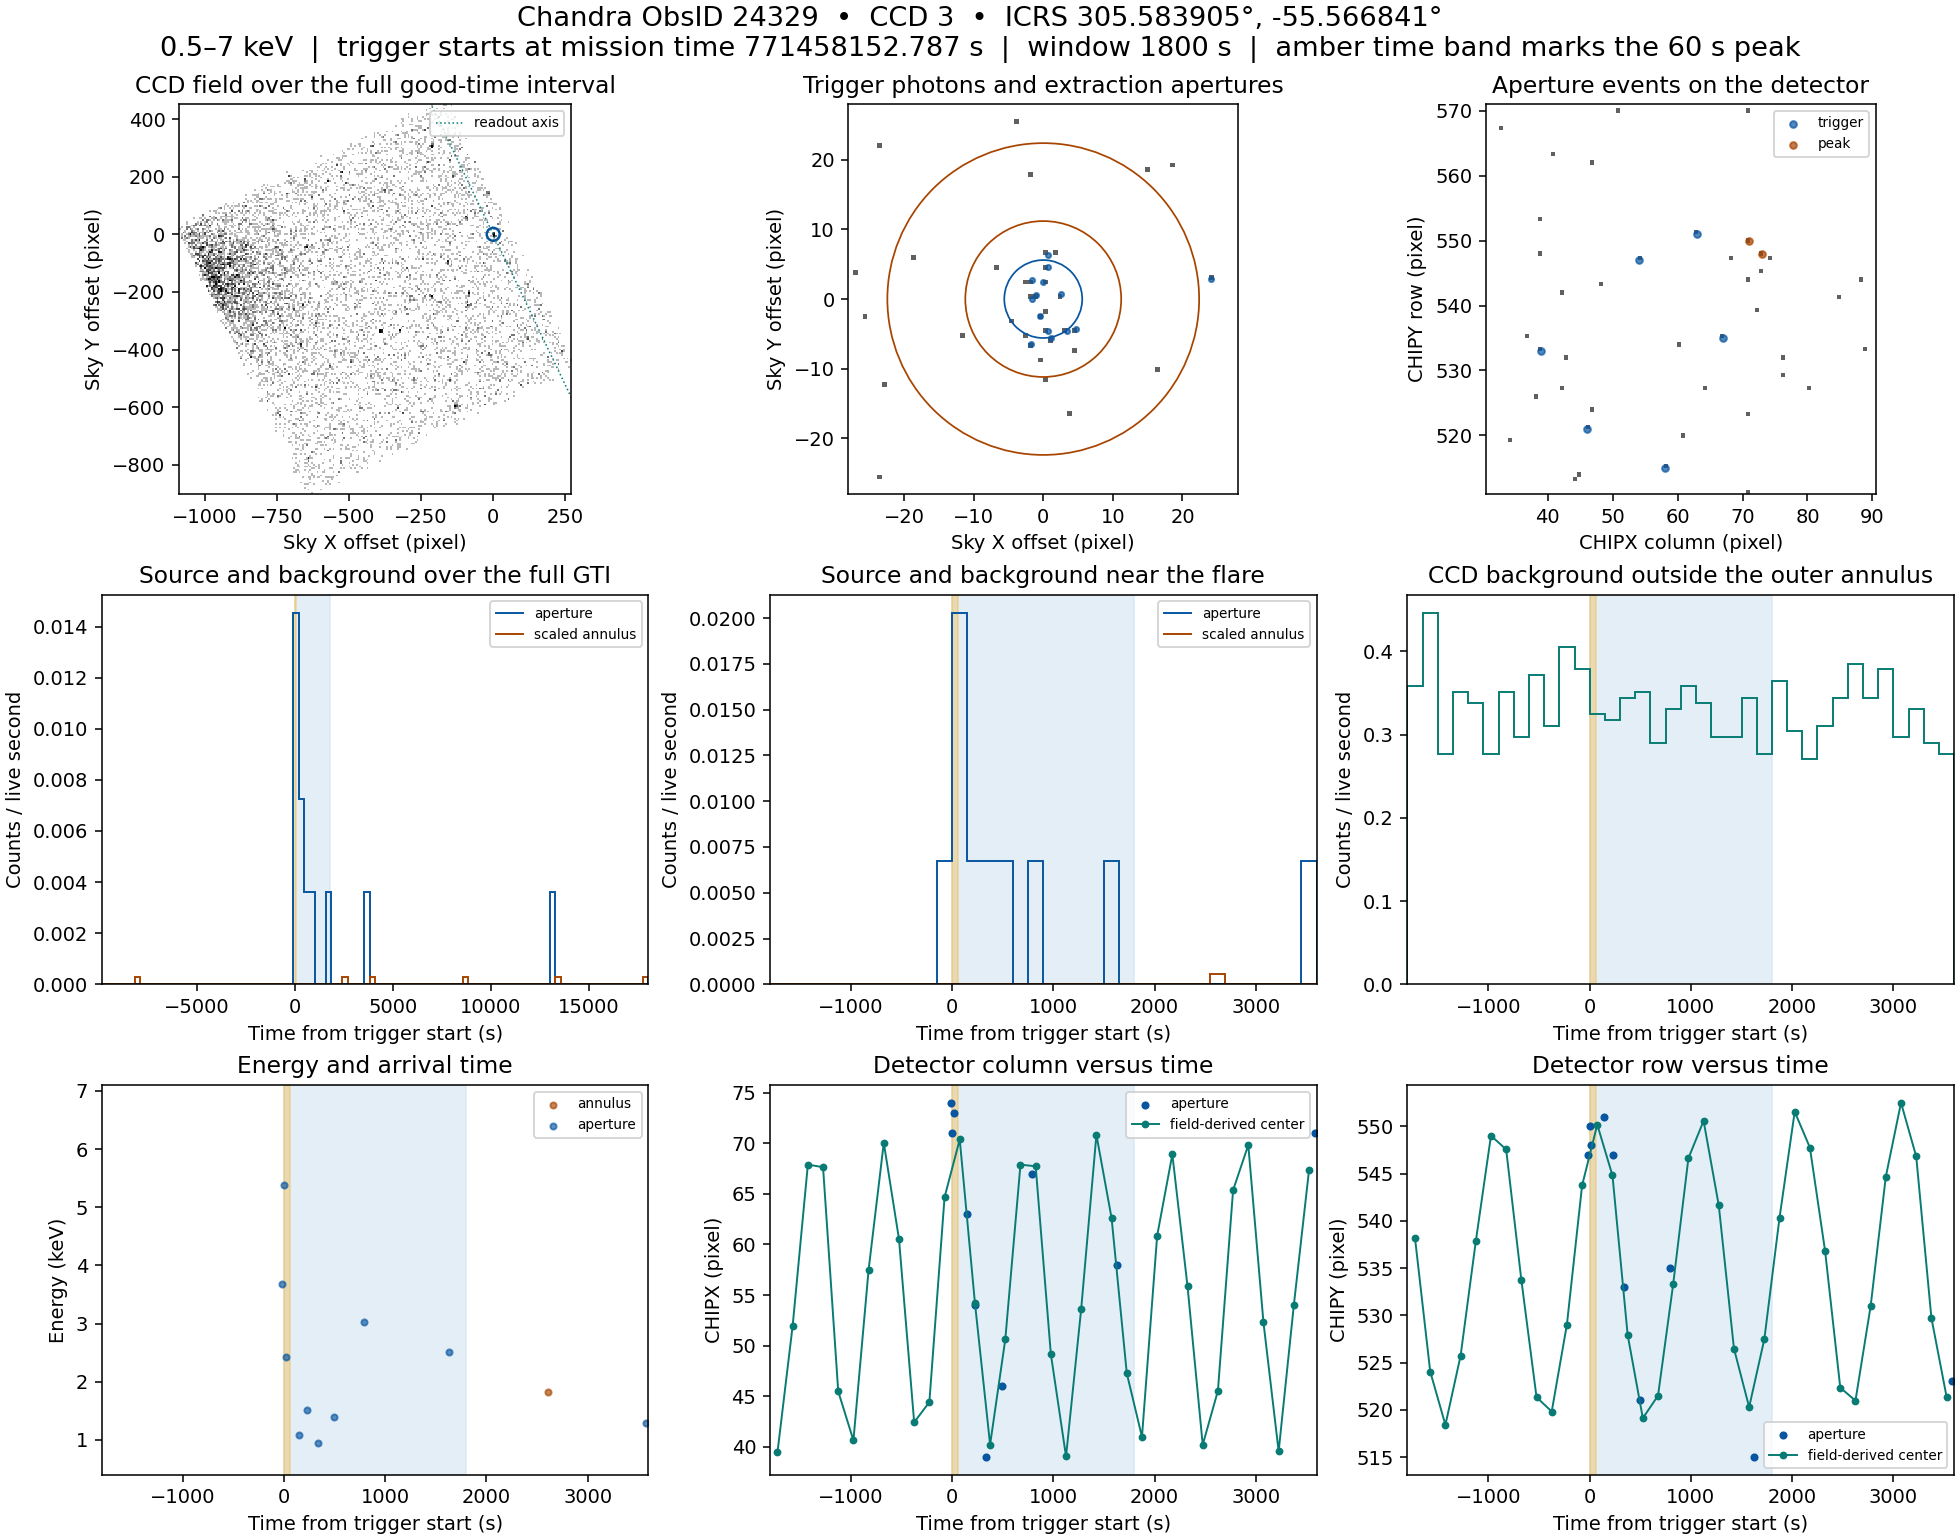 Chandra ObsID 24329 • CCD 3 • ICRS 305.583905°, -55.566841°
0.5–7 keV | trigger starts at mission time 771458152.787 s | window 1800 s | amber time band marks the 60 s peak
CCD field over the full good-time interval
400
200
0
−200
−400
−600
−800
−1000
−750
−500
−250
0
250
Sky X offset (pixel)
Sky Y offset (pixel)
readout axis
Trigger photons and extraction apertures
20
10
0
−10
−20
−20
−10
0
10
20
Sky X offset (pixel)
Sky Y offset (pixel)
Aperture events on the detector
570
560
550
540
530
520
40
50
60
70
80
90
CHIPX column (pixel)
CHIPY row (pixel)
trigger
peak
Source and background over the full GTI
0.014
0.012
0.010
0.008
0.006
0.004
0.002
0.000
−5000
0
5000
10000
15000
Time from trigger start (s)
Counts / live second
aperture
scaled annulus
Source and background near the flare
0.0200
0.0175
0.0150
0.0125
0.0100
0.0075
0.0050
0.0025
0.0000
−1000
0
1000
2000
3000
Time from trigger start (s)
Counts / live second
aperture
scaled annulus
CCD background outside the outer annulus
0.4
0.3
0.2
0.1
0.0
−1000
0
1000
2000
3000
Time from trigger start (s)
Counts / live second
Energy and arrival time
7
6
5
4
3
2
1
−1000
0
1000
2000
3000
Time from trigger start (s)
Energy (keV)
annulus
aperture
Detector column versus time
75
70
65
60
55
50
45
40
−1000
0
1000
2000
3000
Time from trigger start (s)
CHIPX (pixel)
aperture
field-derived center
Detector row versus time
550
545
540
535
530
525
520
515
−1000
0
1000
2000
3000
Time from trigger start (s)
CHIPY (pixel)
aperture
field-derived center